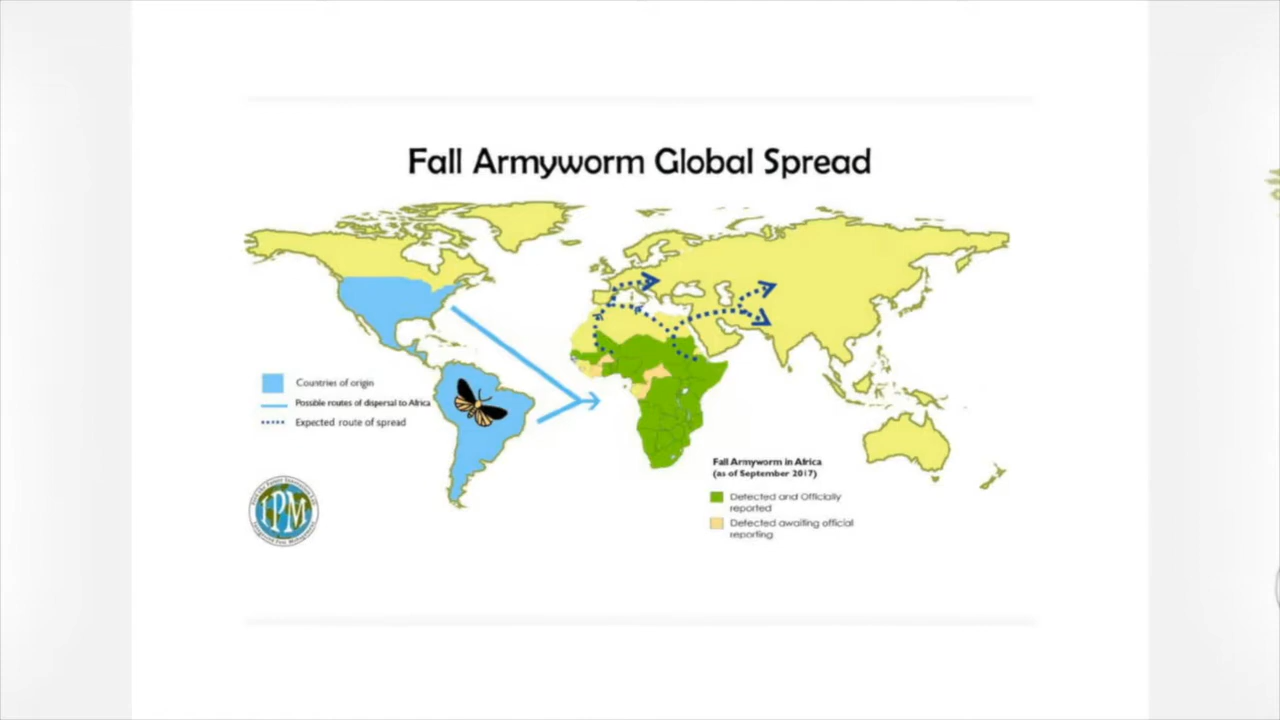 Fall Armyworm Global Spread
Countries of origin
Possible routes of dispersal to Africa
Expected route of spread
Fall Armyworm in Africa
(as of September 2017)
Detected and Officially
reported
Detected awaiting official
reporting
IPM